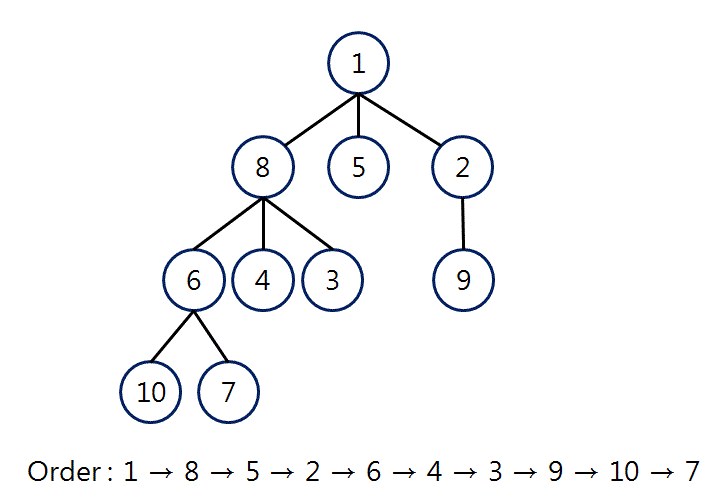 1
8 5 2
6 4 3 9
10 7
Order : 1 → 8 → 5 → 2 → 6 → 4 → 3 → 9 → 10 → 7